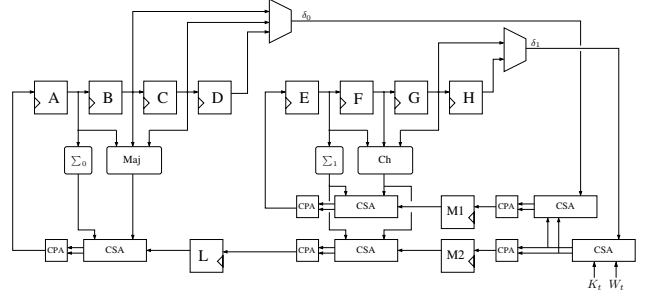 δ0
δ1
A B C D E F G H
∑0 Maj ∑1 Ch
CPA CSA M1 CPA CSA
CPA CSA L CPA CSA M2 CPA CSA
Kt Wt